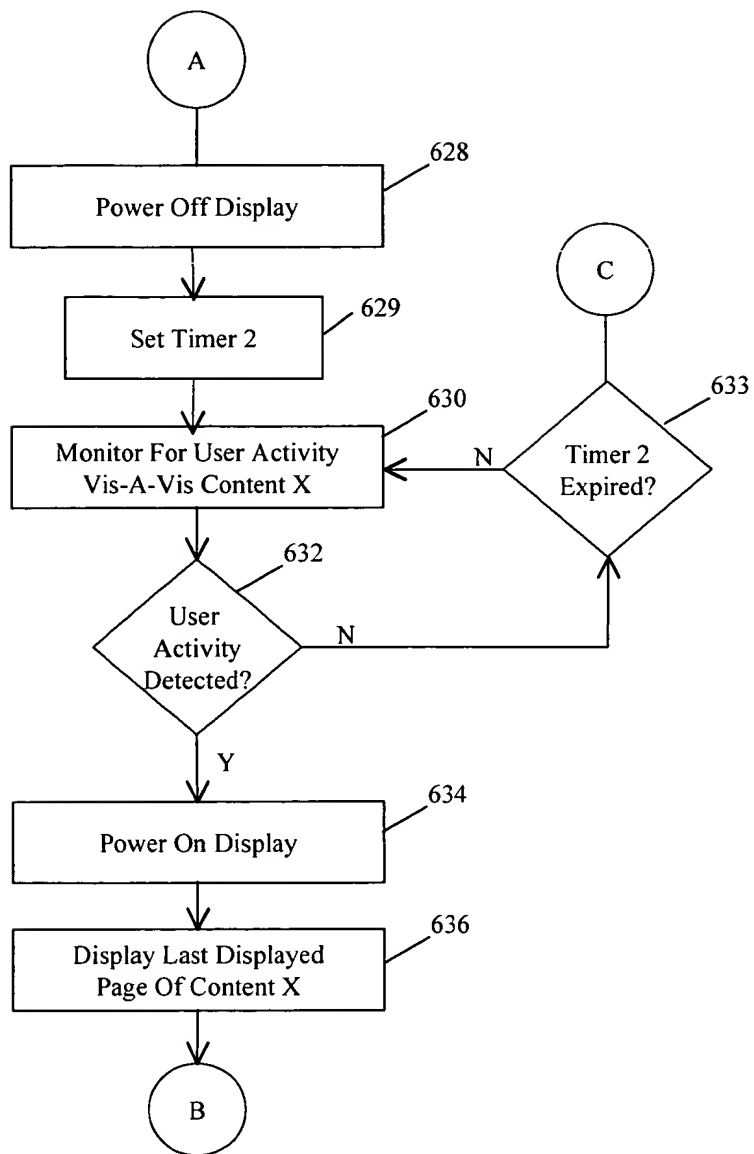 A
628
Power Off Display
C
629
Set Timer 2
630
633
Monitor For User Activity
Vis-A-Vis Content X
N
Timer 2
Expired?
632
User
Activity
Detected?
N
Y
634
Power On Display
636
Display Last Displayed
Page Of Content X
B